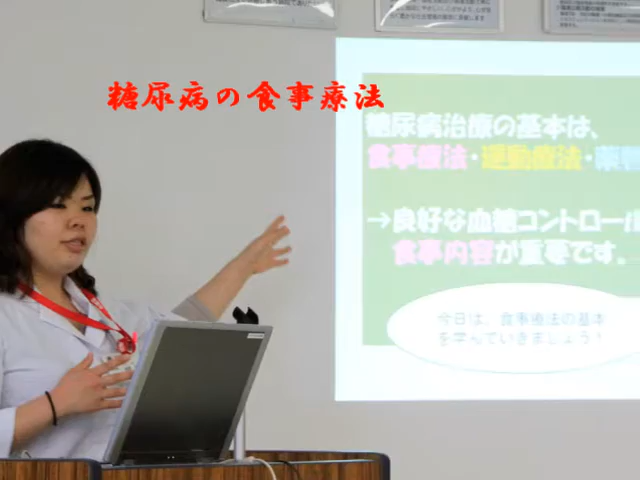 糖尿病の食事療法
糖尿病治療の基本は、
食事療法・運動療法・薬物
→良好な血糖コントロール
食事内容が重要です。
今日は、食事療法の基本
を学んでいきましょう！